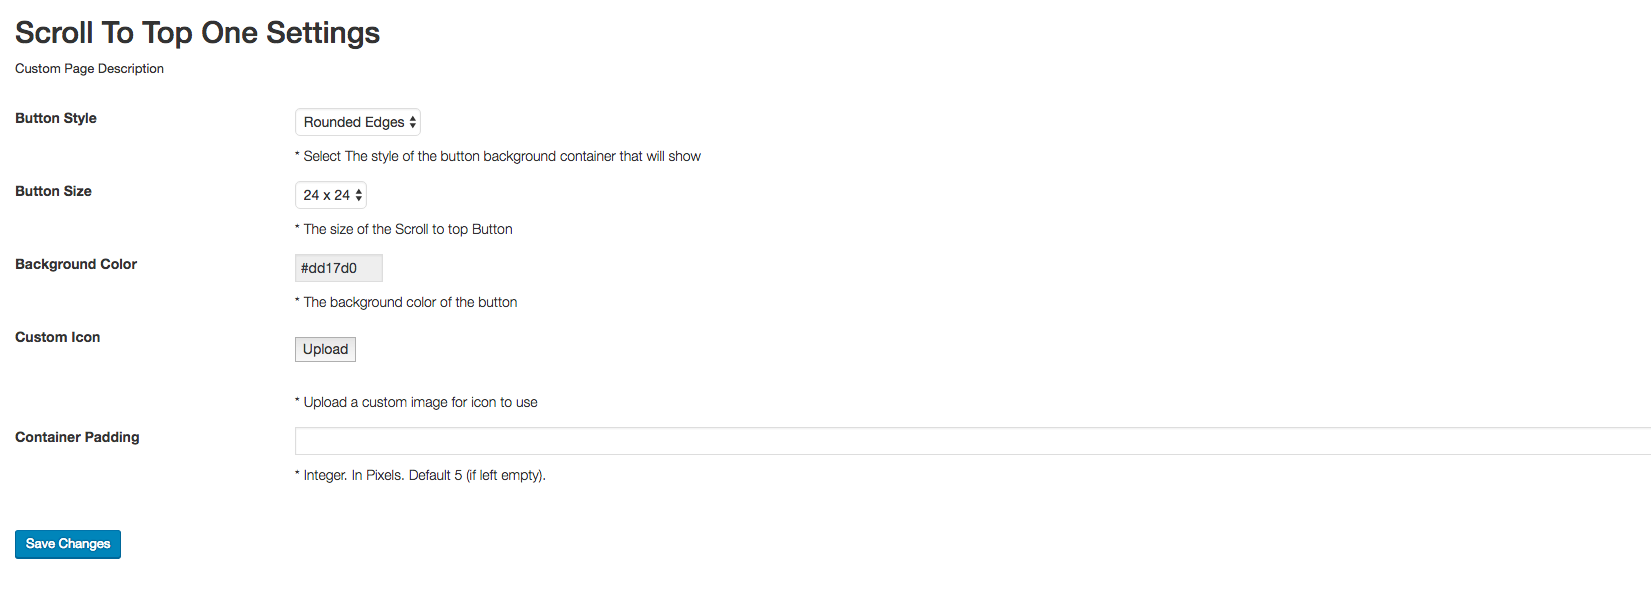 Scroll To Top One Settings
Custom Page Description
Button Style
Rounded Edges
* Select The style of the button background container that will show
Button Size
24 x 24
* The size of the Scroll to top Button
Background Color
#dd17d0
* The background color of the button
Custom Icon
Upload
* Upload a custom image for icon to use
Container Padding
* Integer. In Pixels. Default 5 (if left empty).
Save Changes